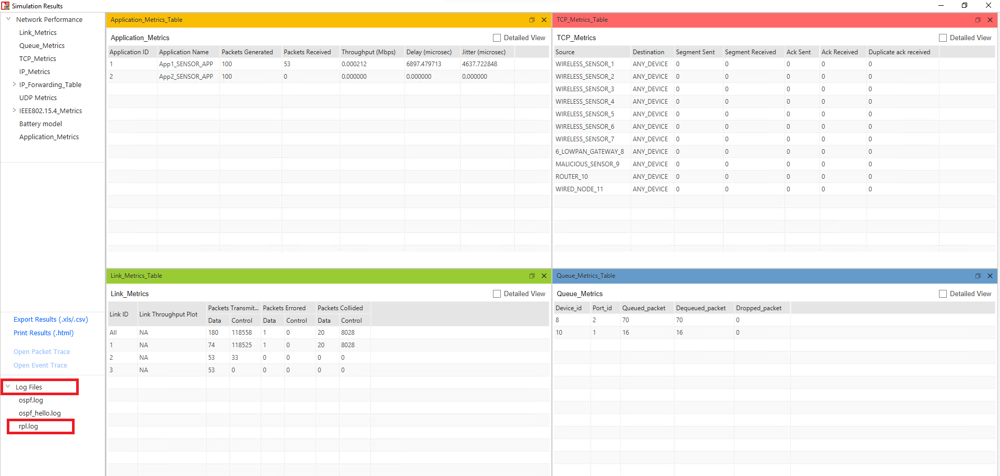 Simulation Results
Network Performance
Link_Metrics
Queue_Metrics
TCP_Metrics
IP_Metrics
IP_Forwarding_Table
UDP Metrics
IEEE802.15.4_Metrics
Battery model
Application_Metrics
Export Results (.xls/.csv)
Print Results (.html)
Open Packet Trace
Open Event Trace
Log Files
ospf.log
ospf_hello.log
rpl.log
Application_Metrics_Table
Application_Metrics Detailed View
Application ID Application Name Packets Generated Packets Received Throughput (Mbps) Delay (microsec) Jitter (microsec)
1 App1_SENSOR_APP 100 53 0.000212 6897.479713 4637.722848
2 App2_SENSOR_APP 100 0 0.000000 0.000000 0.000000
TCP_Metrics_Table
TCP_Metrics Detailed View
Source Destination Segment Sent Segment Received Ack Sent Ack Received Duplicate ack received
WIRELESS_SENSOR_1 ANY_DEVICE 0 0 0 0 0
WIRELESS_SENSOR_2 ANY_DEVICE 0 0 0 0 0
WIRELESS_SENSOR_3 ANY_DEVICE 0 0 0 0 0
WIRELESS_SENSOR_4 ANY_DEVICE 0 0 0 0 0
WIRELESS_SENSOR_5 ANY_DEVICE 0 0 0 0 0
WIRELESS_SENSOR_6 ANY_DEVICE 0 0 0 0 0
WIRELESS_SENSOR_7 ANY_DEVICE 0 0 0 0 0
6_LOWPAN_GATEWAY_8 ANY_DEVICE 0 0 0 0 0
MALICIOUS_SENSOR_9 ANY_DEVICE 0 0 0 0 0
ROUTER_10 ANY_DEVICE 0 0 0 0 0
WIRED_NODE_11 ANY_DEVICE 0 0 0 0 0
Link_Metrics_Table
Link_Metrics Detailed View
Link ID Link Throughput Plot Packets Transmit... Packets Errored Packets Collided
Data Control Data Control Data Control
All NA 180 118558 1 0 20 8028
1 NA 74 118525 1 0 20 8028
2 NA 53 33 0 0 0 0
3 NA 53 0 0 0 0 0
Queue_Metrics_Table
Queue_Metrics Detailed View
Device_id Port_id Queued_packet Dequeued_packet Dropped_packet
8 2 70 70 0
10 1 16 16 0